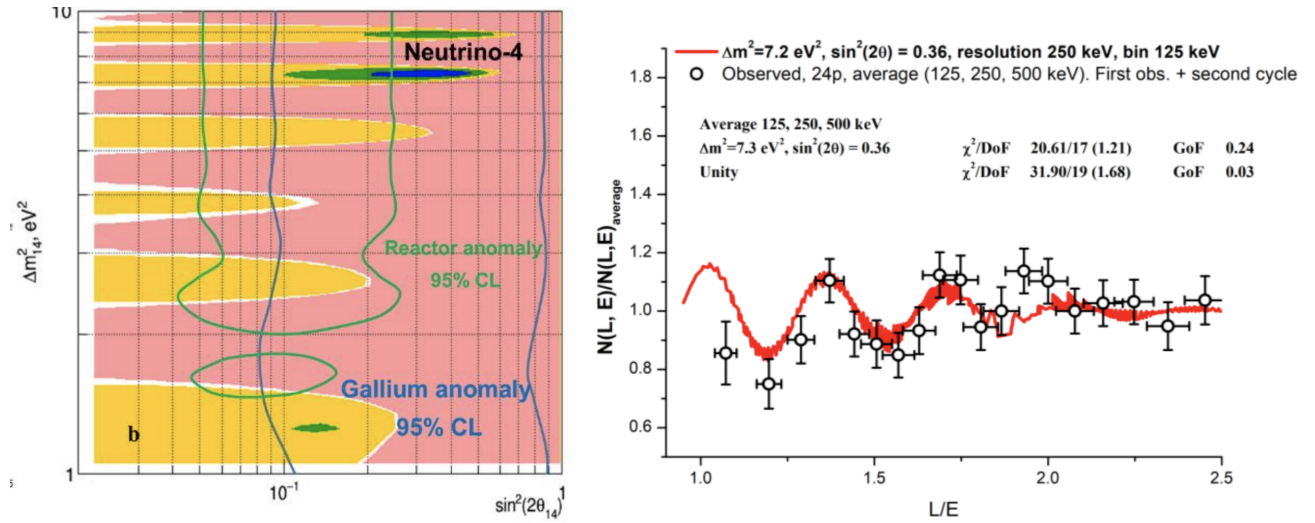 10
Neutrino-4
Δm²₁₄, eV²
Reactor anomaly
95% CL
Gallium anomaly
95% CL
b
1
10⁻¹
sin²(2θ₁₄)
1
Δm²=7.2 eV², sin²(2θ) = 0.36, resolution 250 keV, bin 125 keV
Observed, 24p, average (125, 250, 500 keV). First obs. + second cycle
Average 125, 250, 500 keV
Δm²=7.3 eV², sin²(2θ) = 0.36 χ²/DoF 20.61/17 (1.21) GoF 0.24
Unity χ²/DoF 31.90/19 (1.68) GoF 0.03
N(L, E)/N(L,E)average
1.8
1.6
1.4
1.2
1.0
0.8
0.6
1.0 1.5 2.0 2.5
L/E